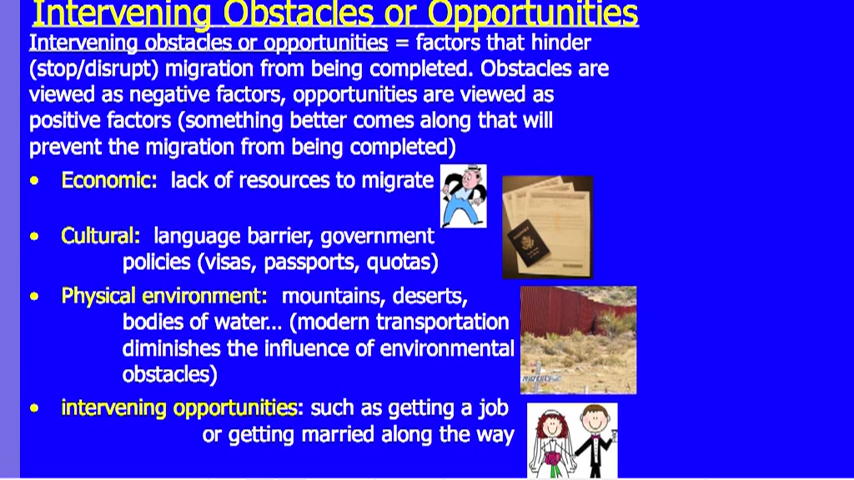 Intervening Obstacles or Opportunities
Intervening obstacles or opportunities = factors that hinder
(stop/disrupt) migration from being completed. Obstacles are
viewed as negative factors, opportunities are viewed as
positive factors (something better comes along that will
prevent the migration from being completed)
• Economic: lack of resources to migrate
• Cultural: language barrier, government
policies (visas, passports, quotas)
• Physical environment: mountains, deserts,
bodies of water... (modern transportation
diminishes the influence of environmental
obstacles)
• intervening opportunities: such as getting a job
or getting married along the way